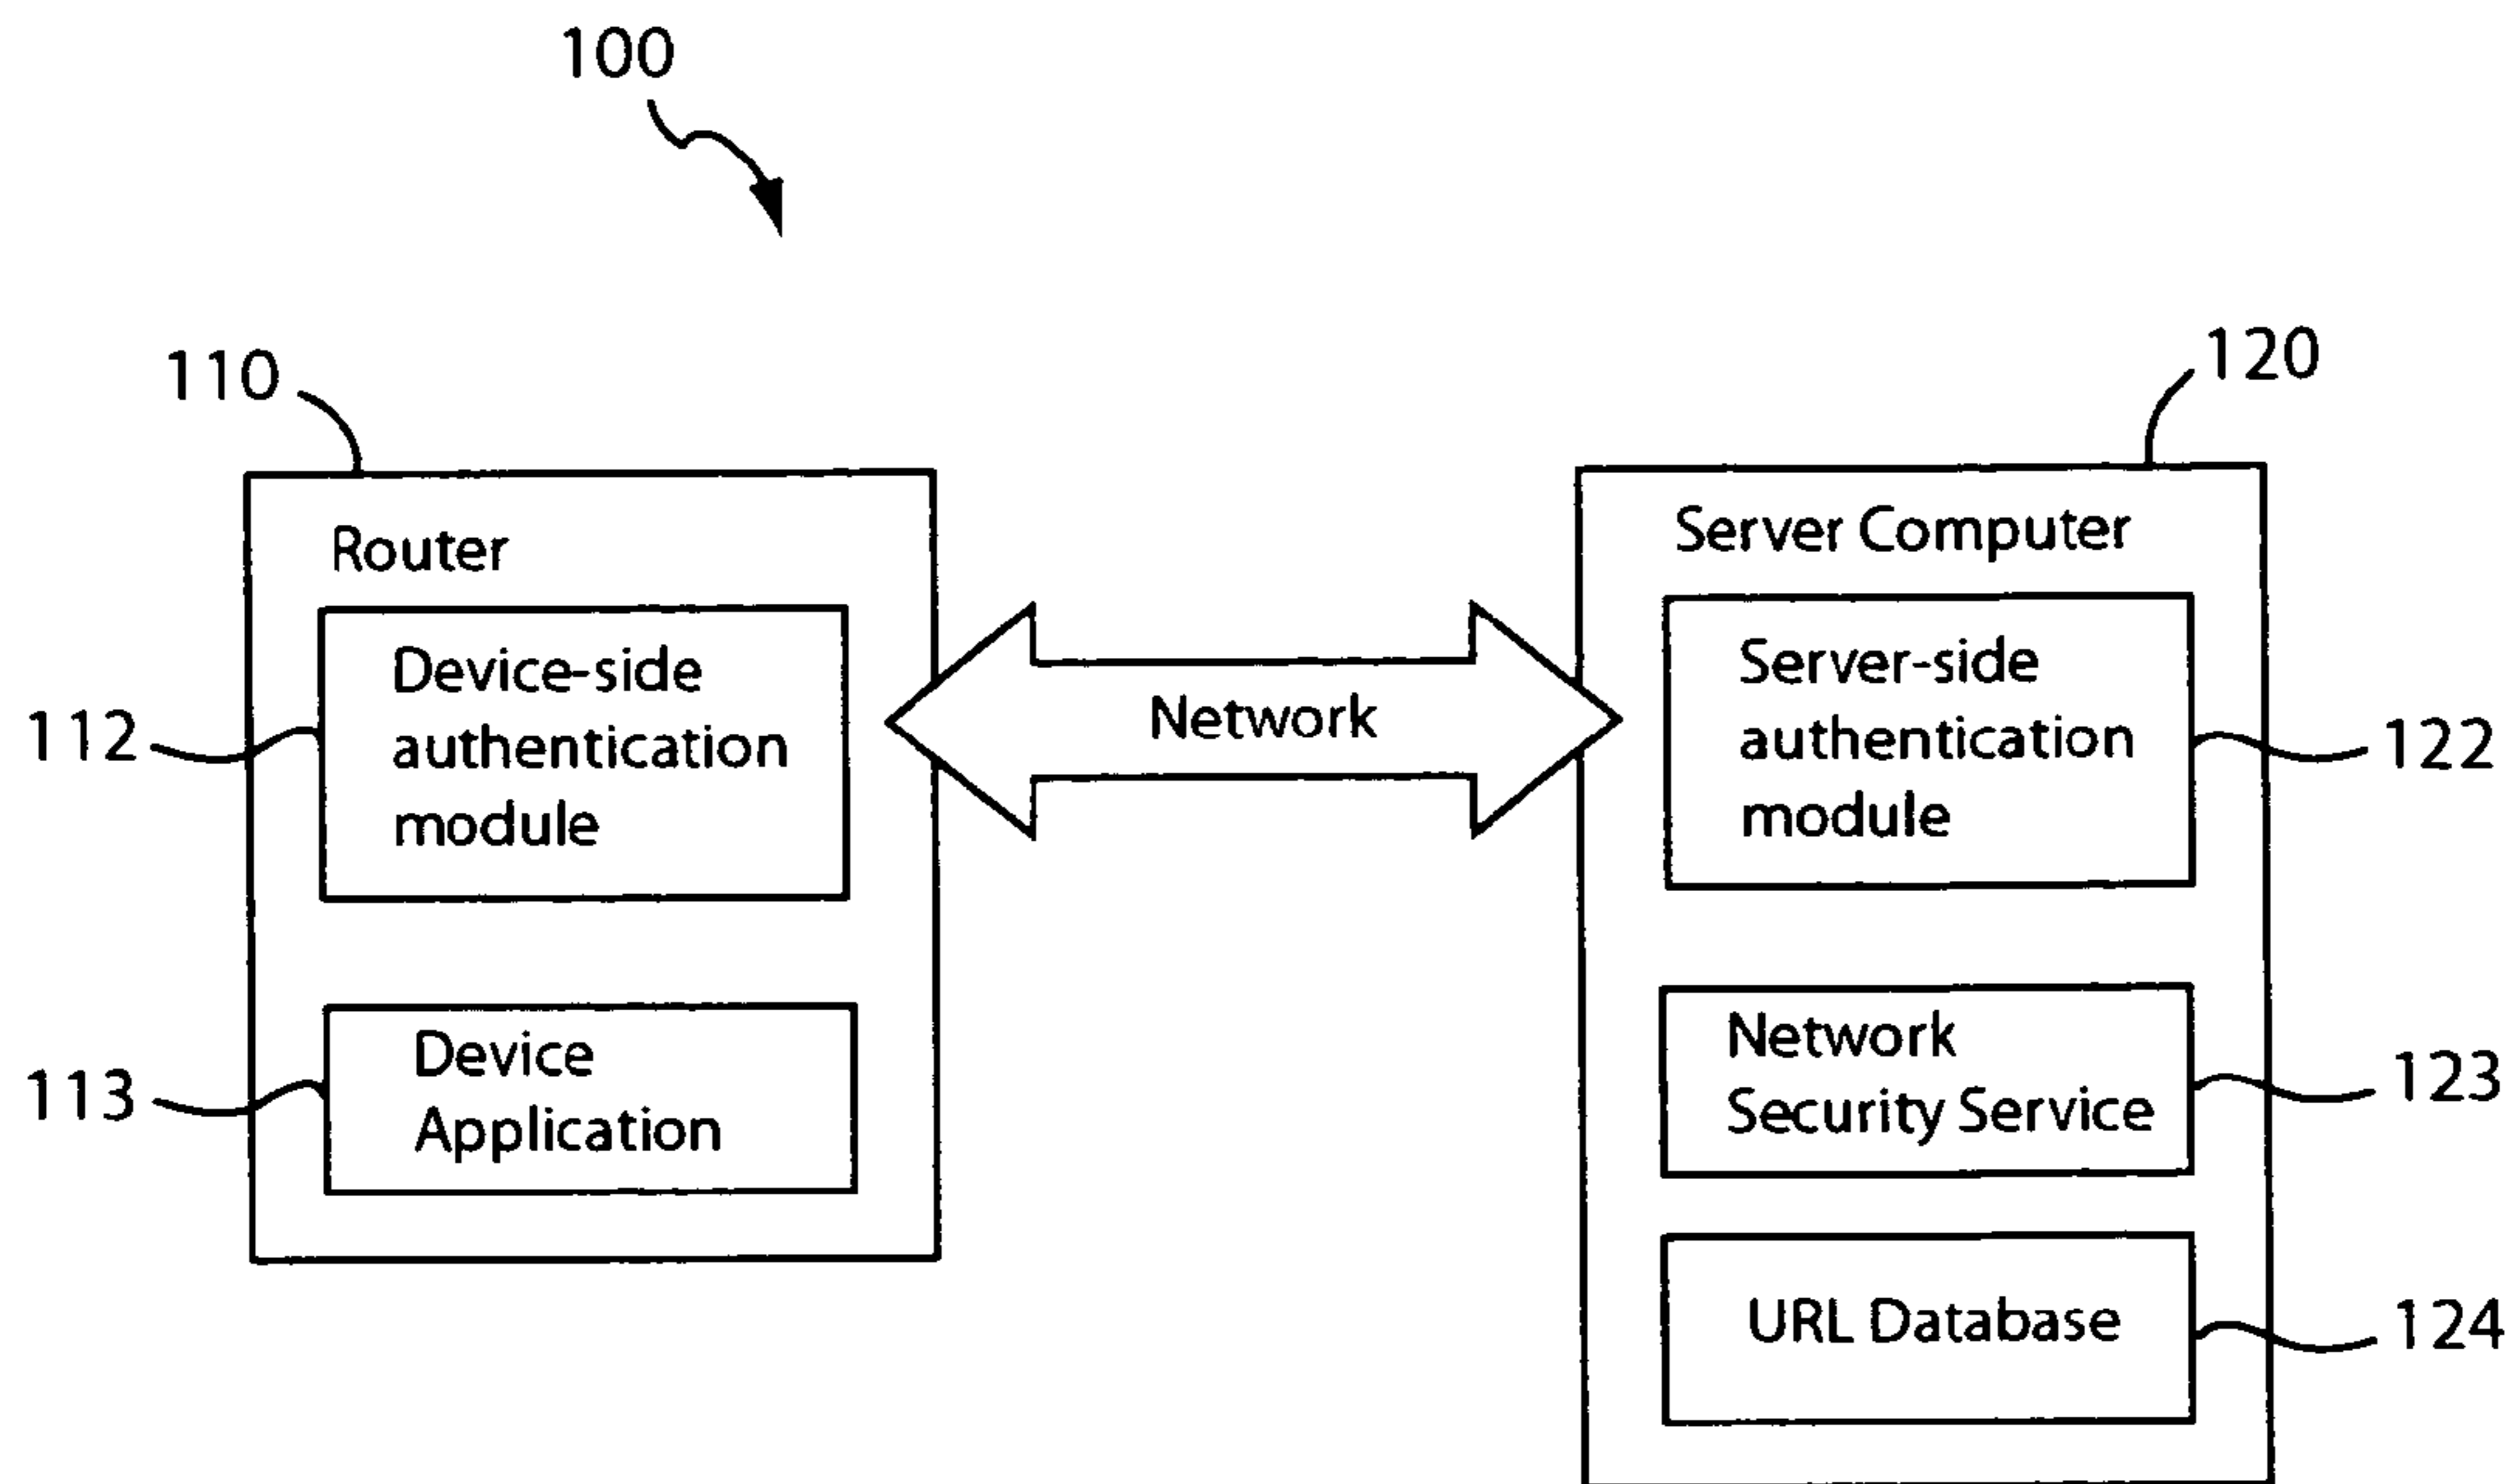 100
110
120
Router
Server Computer
Device-side
authentication
module
112
Network
Server-side
authentication
module
122
Device
Application
113
Network
Security Service
123
URL Database
124